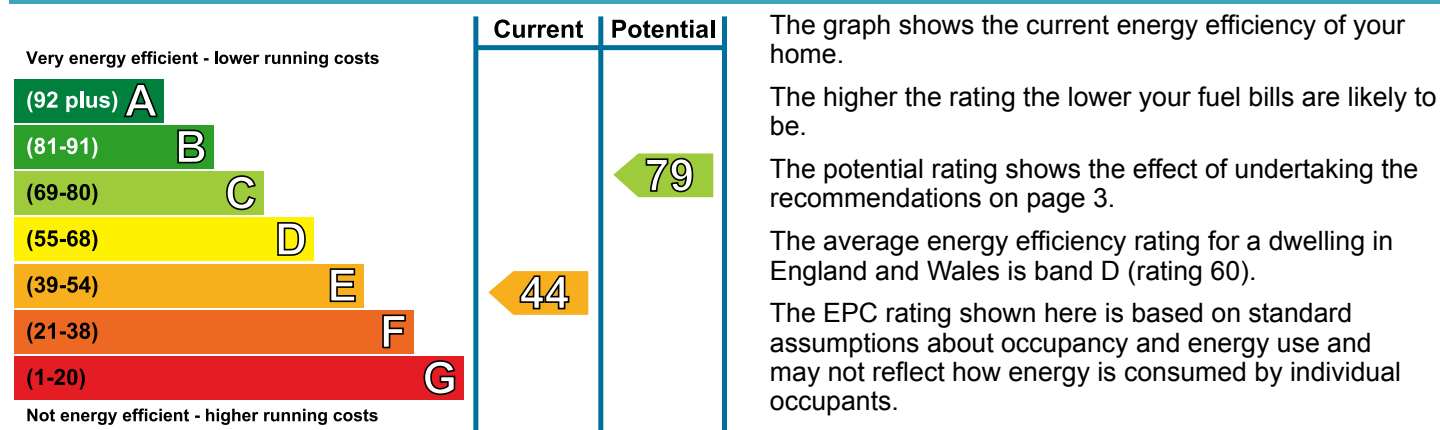 Current Potential
Very energy efficient - lower running costs
(92 plus) A
(81-91) B
(69-80) C
79
(55-68) D
(39-54) E
44
(21-38) F
(1-20) G
Not energy efficient - higher running costs
The graph shows the current energy efficiency of your
home.
The higher the rating the lower your fuel bills are likely to
be.
The potential rating shows the effect of undertaking the
recommendations on page 3.
The average energy efficiency rating for a dwelling in
England and Wales is band D (rating 60).
The EPC rating shown here is based on standard
assumptions about occupancy and energy use and
may not reflect how energy is consumed by individual
occupants.